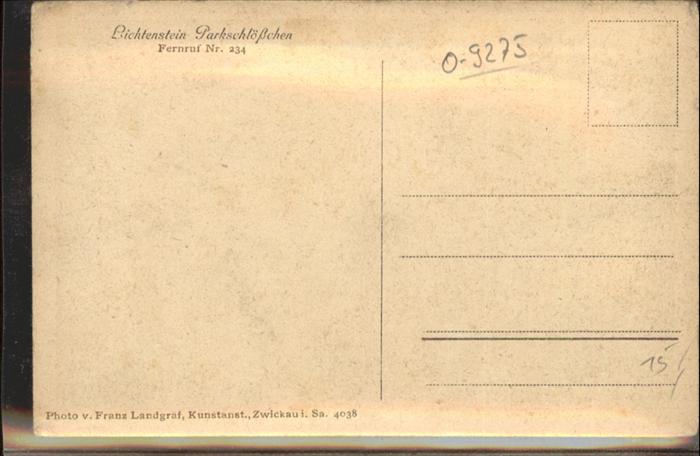 Lichtenstein Parkschlößchen
Fernruf Nr. 234
O-9275
15
Photo v. Franz Landgraf, Kunstanst., Zwickau i. Sa. 4038